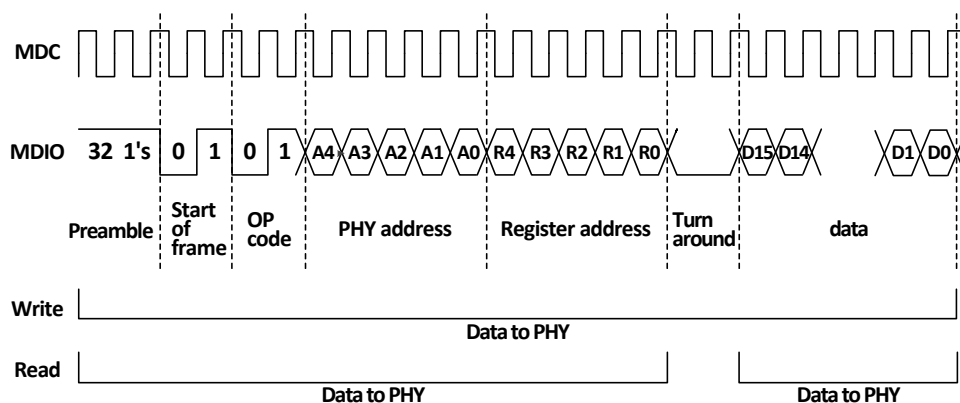 MDC
MDIO 32 1's 0 1 0 1 A4 A3 A2 A1 A0 R4 R3 R2 R1 R0 D15 D14 D1 D0
Preamble Start of frame OP code PHY address Register address Turn around data
Write
Data to PHY
Read
Data to PHY Data to PHY